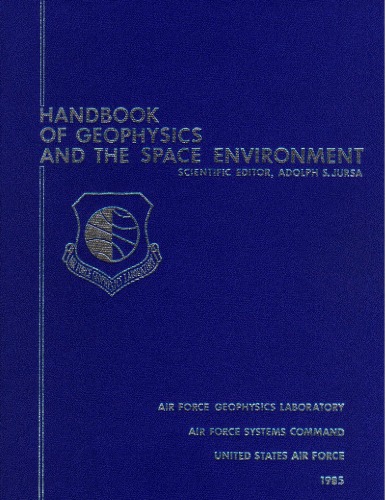 HANDBOOK
OF GEOPHYSICS
AND THE SPACE ENVIRONMENT
SCIENTIFIC EDITOR, ADOLPH S. JURSA
AIR FORCE GEOPHYSICS LABORATORY
AIR FORCE GEOPHYSICS LABORATORY
AIR FORCE SYSTEMS COMMAND
UNITED STATES AIR FORCE
1985